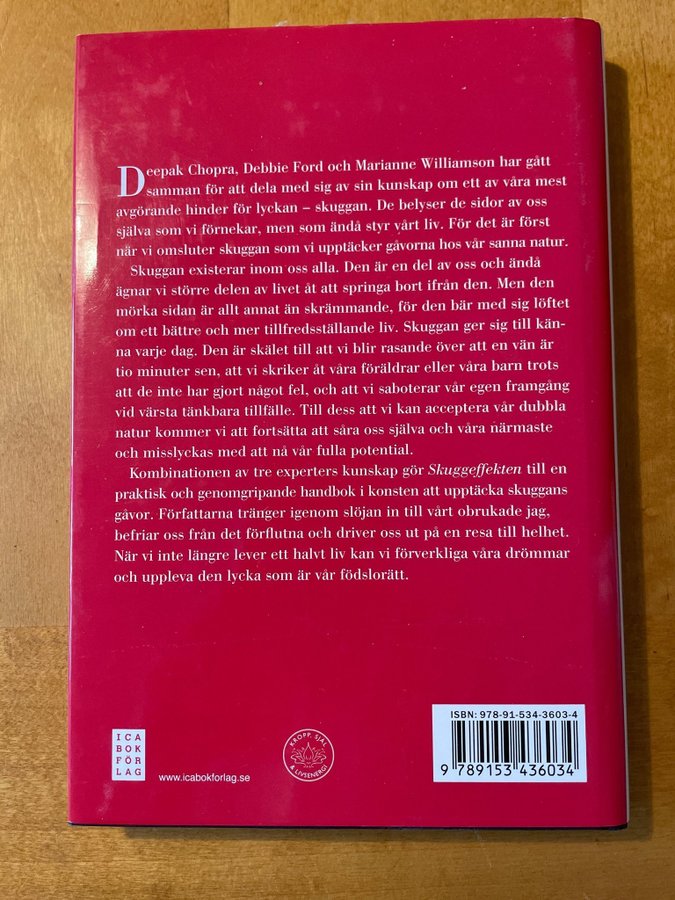 Deepak Chopra, Debbie Ford och Marianne Williamson har gått
samman för att dela med sig av sin kunskap om ett av våra mest
avgörande hinder för lyckan – skuggan. De belyser de sidor av oss
själva som vi förnekar, men som ändå styr vårt liv. För det är först
när vi omsluter skuggan som vi upptäcker gåvorna hos vår sanna natur.
Skuggan existerar inom oss alla. Den är en del av oss och ändå
ägnar vi större delen av livet åt att springa bort ifrån den. Men den
mörka sidan är allt annat än skrämmande, för den bär med sig löftet
om ett bättre och mer tillfredsställande liv. Skuggan ger sig till kän-
na varje dag. Den är skälet till att vi blir rasande över att en vän är
tio minuter sen, att vi skriker åt våra föräldrar eller våra barn trots
att de inte har gjort något fel, och att vi saboterar vår egen framgång
vid värsta tänkbara tillfälle. Till dess att vi kan acceptera vår dubbla
natur kommer vi att fortsätta att såra oss själva och våra närmaste
och misslyckas med att nå vår fulla potential.
Kombinationen av tre experters kunskap gör Skuggeffekten till en
praktisk och genomgripande handbok i konsten att upptäcka skuggans
gåvor. Författarna tränger igenom slöjan in till vårt obrukade jag,
befriar oss från det förflutna och driver oss ut på en resa till helhet.
När vi inte längre lever ett halvt liv kan vi förverkliga våra drömmar
och uppleva den lycka som är vår födslorätt.
ICA
BOK
FÖR
LAG
www.icabokforlag.se
KROPP, SJÄL
& LIVSENERGI
ISBN: 978-91-534-3603-4
9 789153 436034